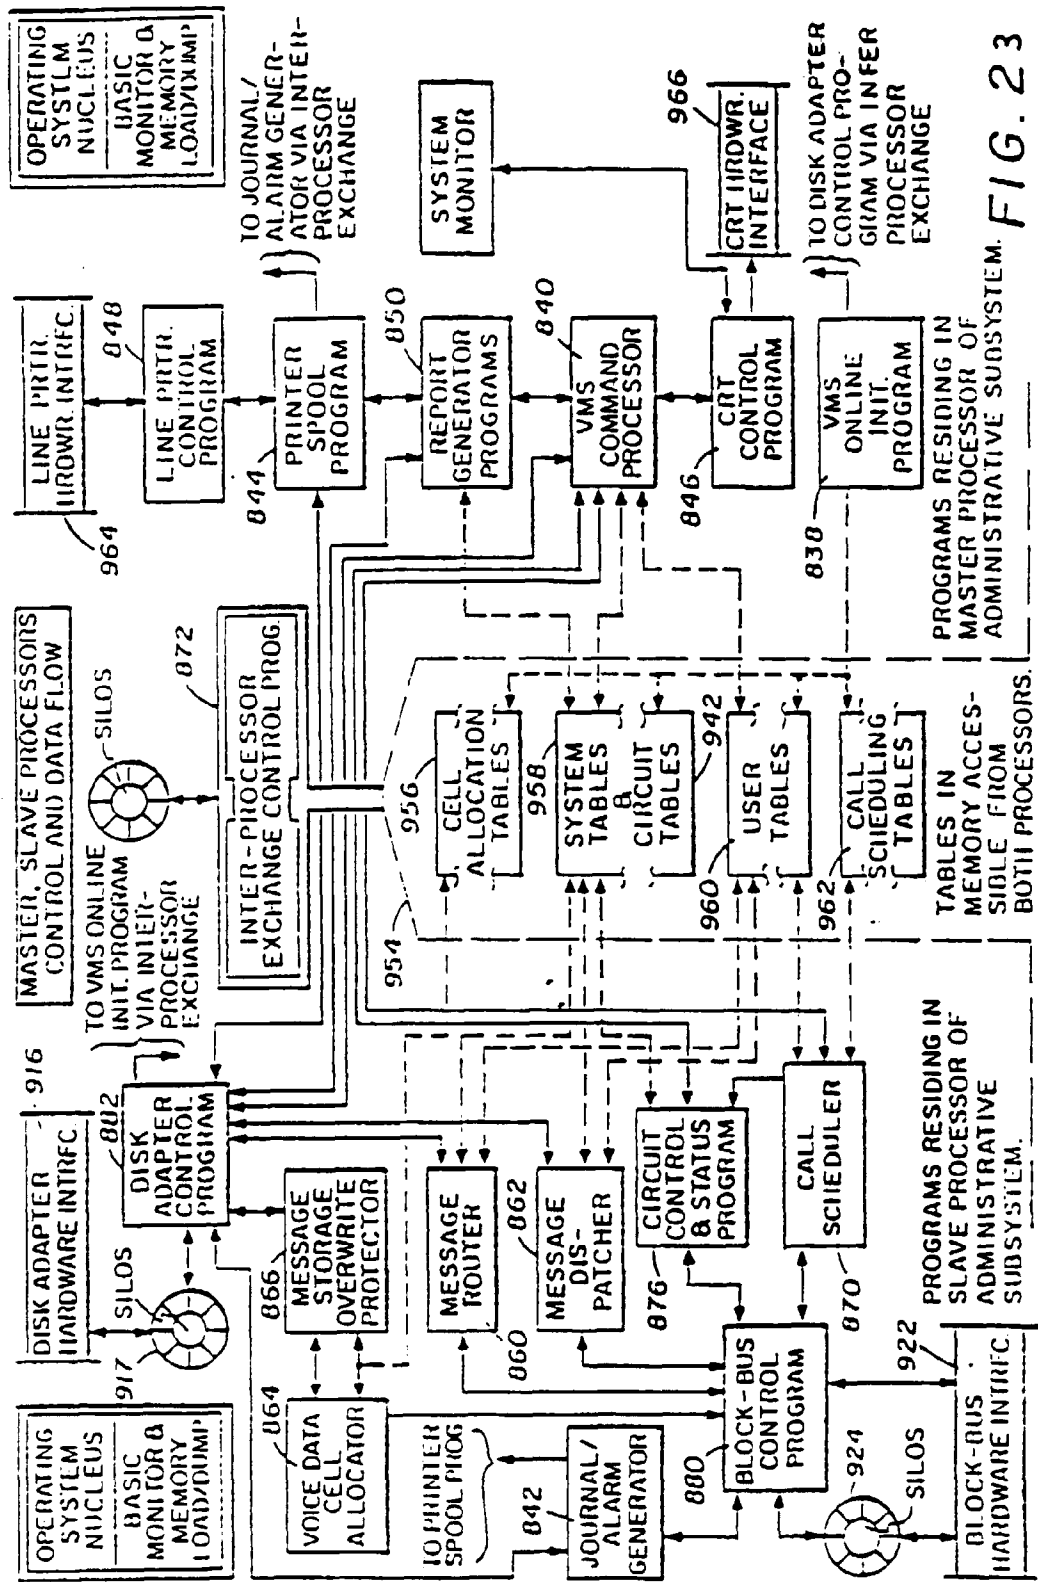 OPERATING
SYSTEM
NUCLEUS
BASIC
MONITOR &
MEMORY
LOAD/DUMP
DISK ADAPTER
HARDWARE INTRFC.
916
SILOS
917
882
DISK
ADAPTER
CONTROL
PROGRAM
TO VMS ONLINE
INIT. PROGRAM
VIA INTER-
PROCESSOR
EXCHANGE
MASTER, SLAVE PROCESSORS
CONTROL AND DATA FLOW
SILOS
872
INTER-PROCESSOR
EXCHANGE CONTROL PROG.
LINE PRTR.
HRDWR. INTRFC.
964
848
LINE PRTR.
CONTROL
PROGRAM
844
PRINTER
SPOOL
PROGRAM
OPERATING
SYSTEM
NUCLEUS
BASIC
MONITOR &
MEMORY
LOAD/DUMP
TO JOURNAL/
ALARM GENER-
ATOR VIA INTER-
PROCESSOR
EXCHANGE
864
VOICE DATA
CELL
ALLOCATOR
866
MESSAGE
STORAGE
OVERWRITE
PROTECTOR
954
956
CELL
ALLOCATION
TABLES
850
REPORT
GENERATOR
PROGRAMS
SYSTEM
MONITOR
TO PRINTER
SPOOL PROG
MESSAGE
ROUTER
860
862
MESSAGE
DIS-
PATCHER
958
SYSTEM
TABLES
&
CIRCUIT
TABLES
942
840
VMS
COMMAND
PROCESSOR
842
JOURNAL/
ALARM
GENERATOR
CIRCUIT
CONTROL
& STATUS
PROGRAM
876
960
USER
TABLES
846
CRT
CONTROL
PROGRAM
966
CRT HRDWR.
INTERFACE
880
BLOCK-BUS
CONTROL
PROGRAM
CALL
SCHEDULER
870
962
CALL
SCHEDULING
TABLES
838
VMS
ONLINE
INIT.
PROGRAM
TO DISK ADAPTER
CONTROL PRO-
GRAM VIA INFER
PROCESSOR
EXCHANGE
924
SILOS
922
BLOCK-BUS
HARDWARE INTRFC.
PROGRAMS RESIDING IN
SLAVE PROCESSOR OF
ADMINISTRATIVE
SUBSYSTEM.
TABLES IN
MEMORY ACCES-
SIBLE FROM
BOTH PROCESSORS.
PROGRAMS RESIDING IN
MASTER PROCESSOR OF
ADMINISTRATIVE SUBSYSTEM.
FIG. 23